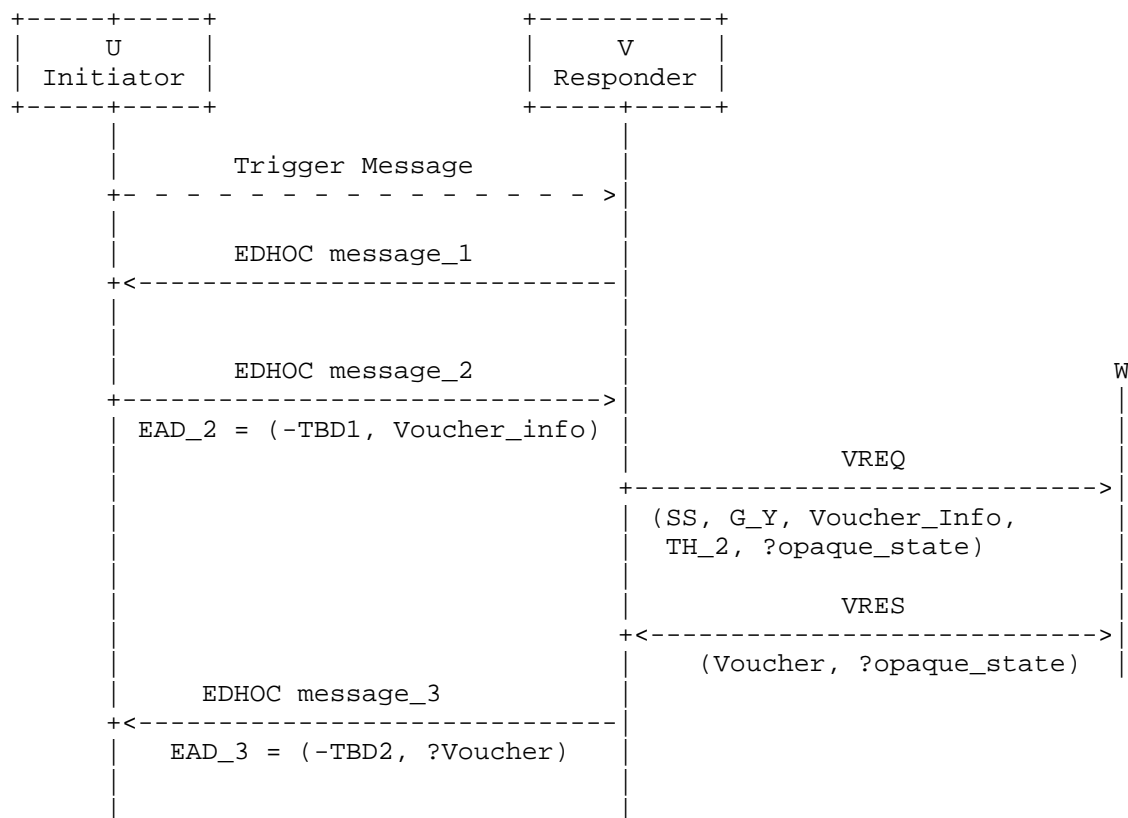 U V
Initiator Responder
Trigger Message
EDHOC message_1
EDHOC message_2 W
EAD_2 = (-TBD1, Voucher_info)
VREQ
(SS, G_Y, Voucher_Info,
TH_2, ?opaque_state)
VRES
(Voucher, ?opaque_state)
EDHOC message_3
EAD_3 = (-TBD2, ?Voucher)